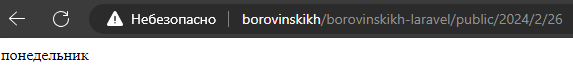 Небезопасно borovinskikh/borovinskikh-laravel/public/2024/2/26
понедельник